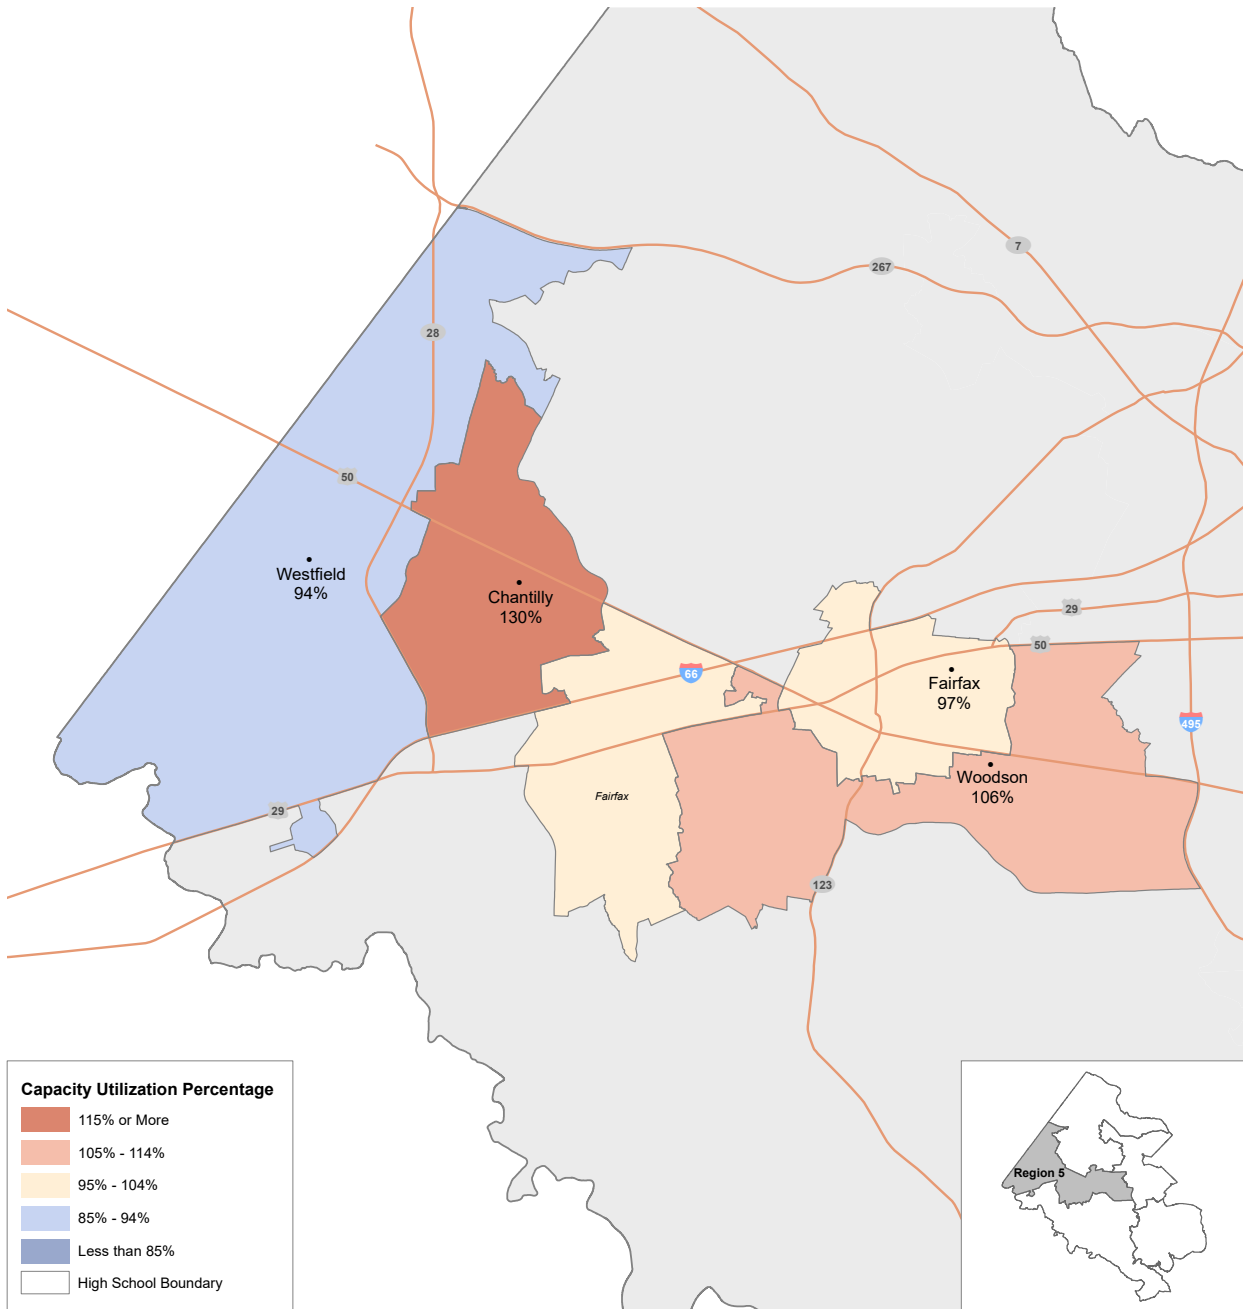 7
267
28
50
Westfield
94%
Chantilly
130%
29
50
66
Fairfax
97%
495
Woodson
106%
Fairfax
29
123
Capacity Utilization Percentage
115% or More
105% - 114%
95% - 104%
85% - 94%
Less than 85%
High School Boundary
Region 5